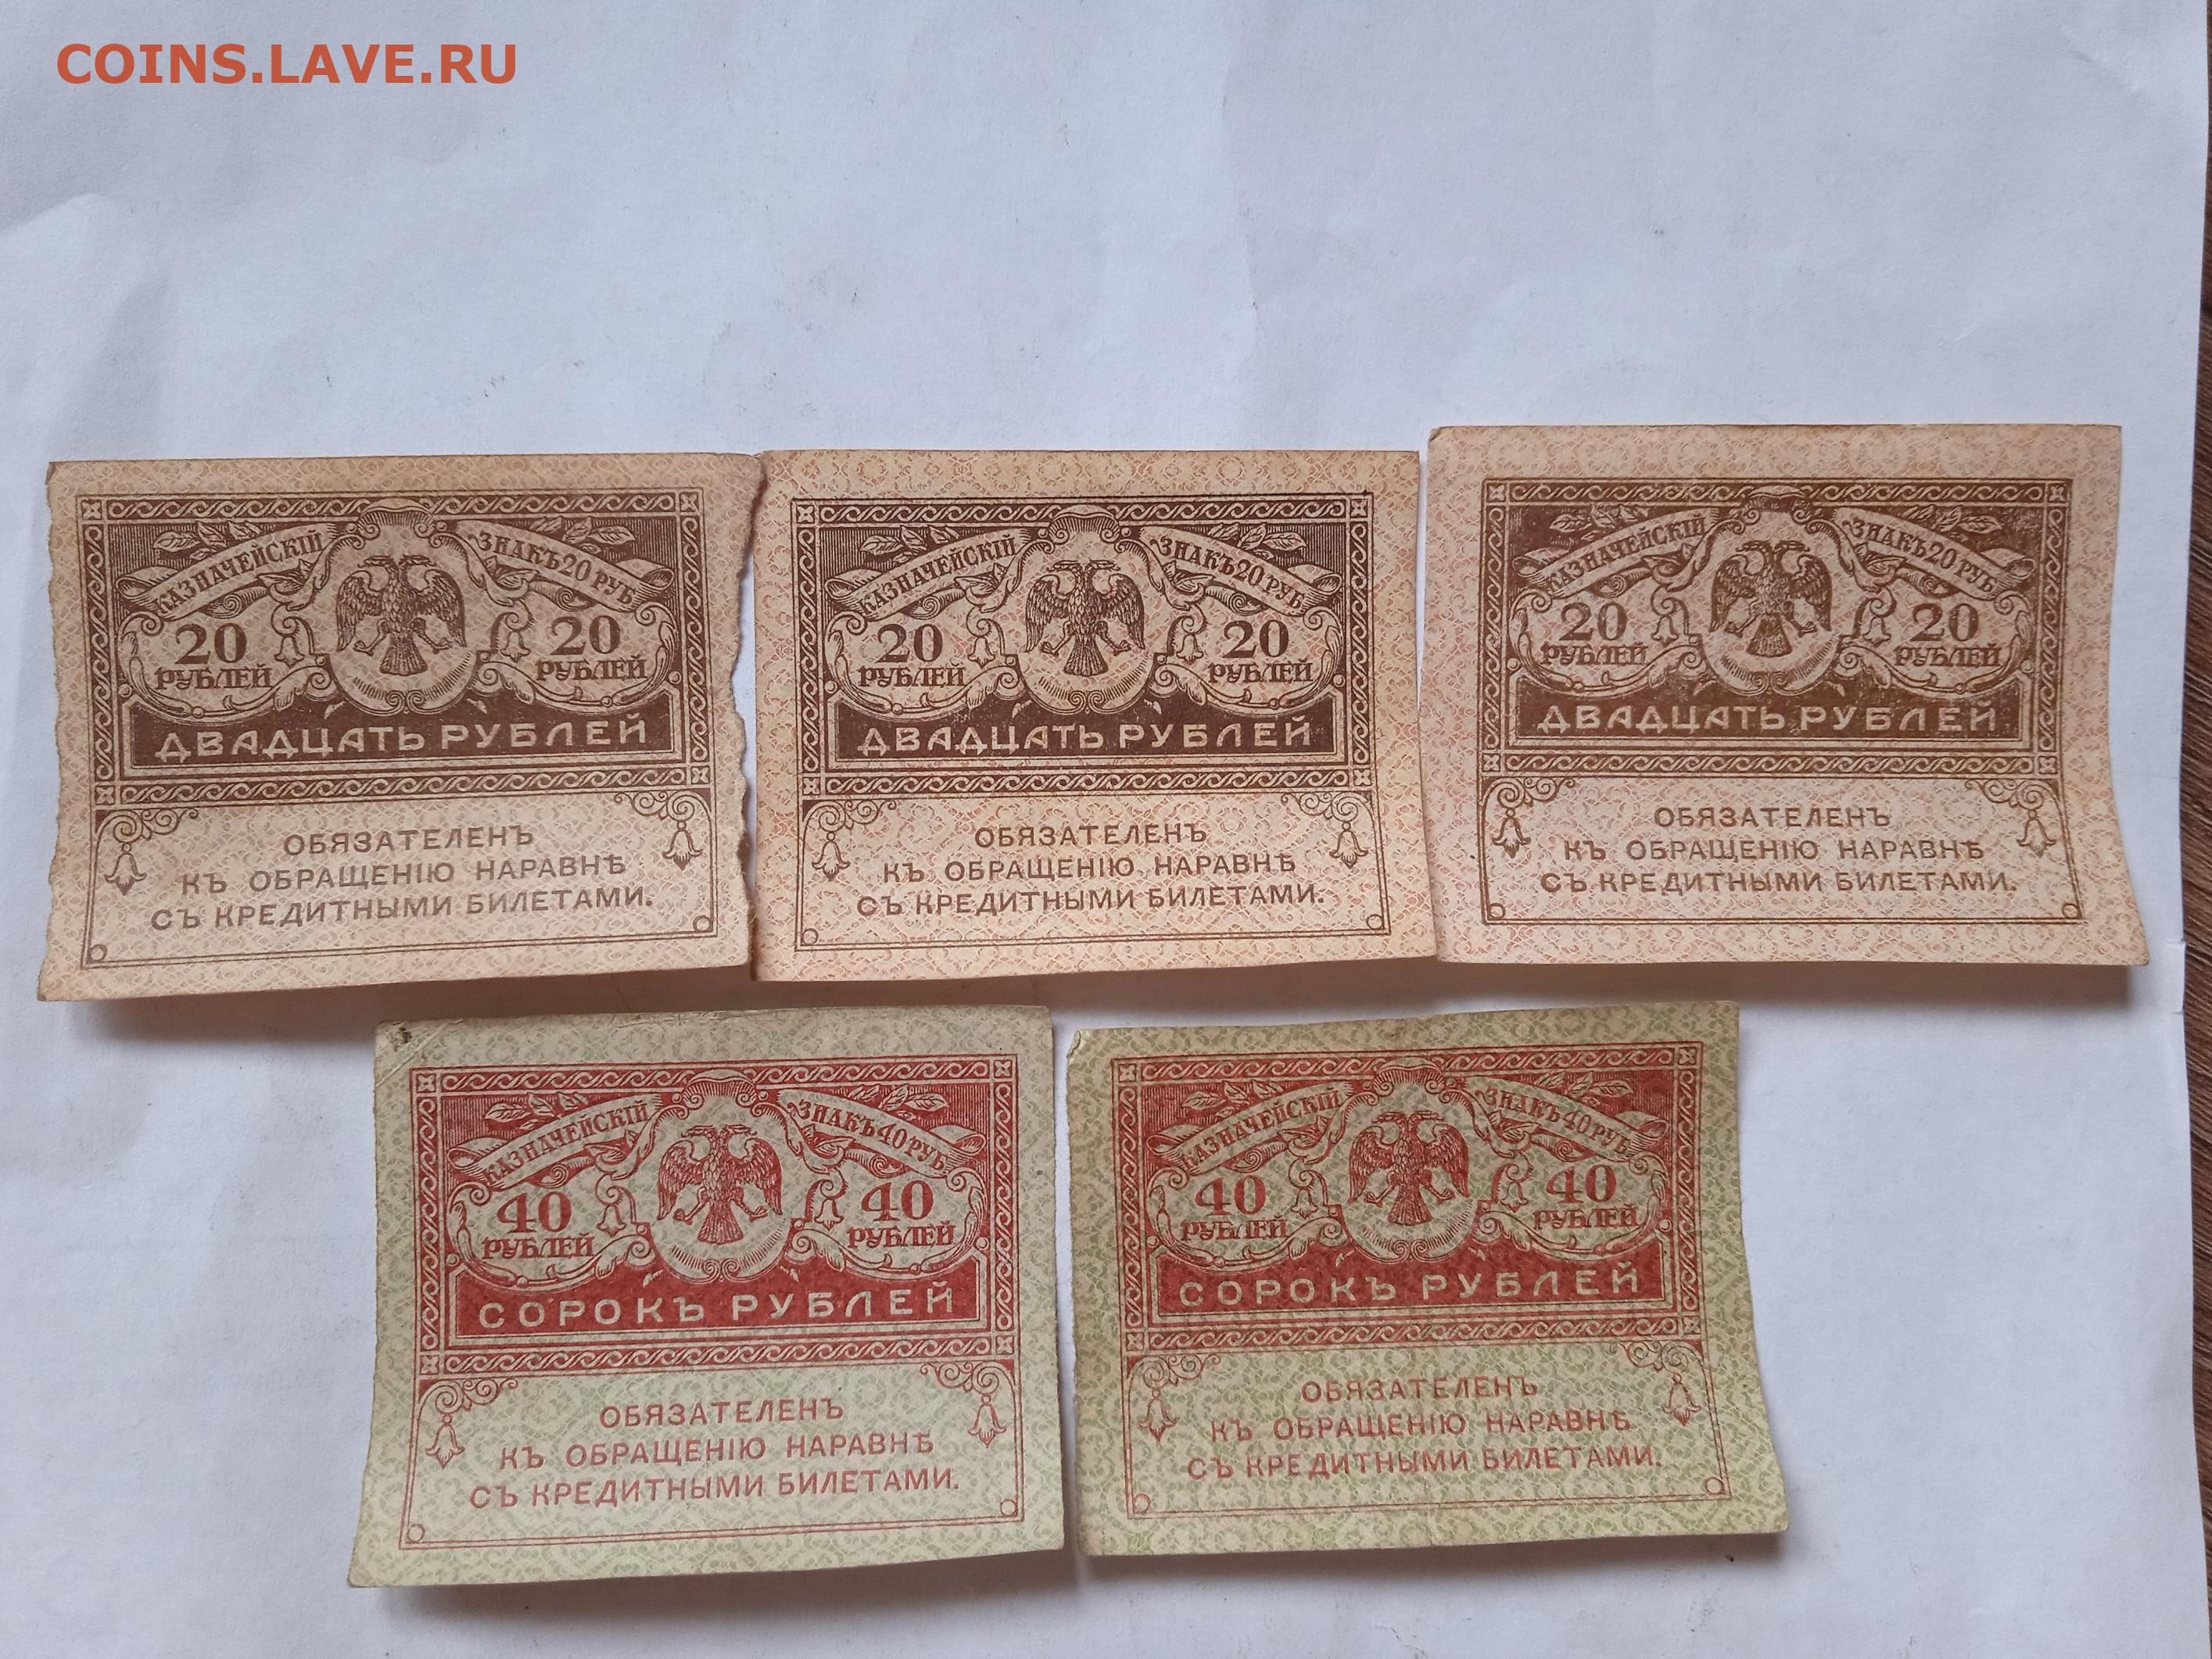 COINS.LAVE.RU
КАЗНАЧЕЙСКІЙ ЗНАКЪ 20 РУБ
20 20
РУБЛЕЙ РУБЛЕЙ
ДВАДЦАТЬ РУБЛЕЙ
ОБЯЗАТЕЛЕНЪ
КЪ ОБРАЩЕНІЮ НАРАВНѢ
СЪ КРЕДИТНЫМИ БИЛЕТАМИ.
КАЗНАЧЕЙСКІЙ ЗНАКЪ 20 РУБ
20 20
РУБЛЕЙ РУБЛЕЙ
ДВАДЦАТЬ РУБЛЕЙ
ОБЯЗАТЕЛЕНЪ
КЪ ОБРАЩЕНІЮ НАРАВНѢ
СЪ КРЕДИТНЫМИ БИЛЕТАМИ.
КАЗНАЧЕЙСКІЙ ЗНАКЪ 20 РУБ
20 20
РУБЛЕЙ РУБЛЕЙ
ДВАДЦАТЬ РУБЛЕЙ
ОБЯЗАТЕЛЕНЪ
КЪ ОБРАЩЕНІЮ НАРАВНѢ
СЪ КРЕДИТНЫМИ БИЛЕТАМИ.
КАЗНАЧЕЙСКІЙ ЗНАКЪ 40 РУБ
40 40
РУБЛЕЙ РУБЛЕЙ
СОРОКЪ РУБЛЕЙ
ОБЯЗАТЕЛЕНЪ
КЪ ОБРАЩЕНІЮ НАРАВНѢ
СЪ КРЕДИТНЫМИ БИЛЕТАМИ.
КАЗНАЧЕЙСКІЙ ЗНАКЪ 40 РУБ
40 40
РУБЛЕЙ РУБЛЕЙ
СОРОКЪ РУБЛЕЙ
ОБЯЗАТЕЛЕНЪ
КЪ ОБРАЩЕНІЮ НАРАВНѢ
СЪ КРЕДИТНЫМИ БИЛЕТАМИ.